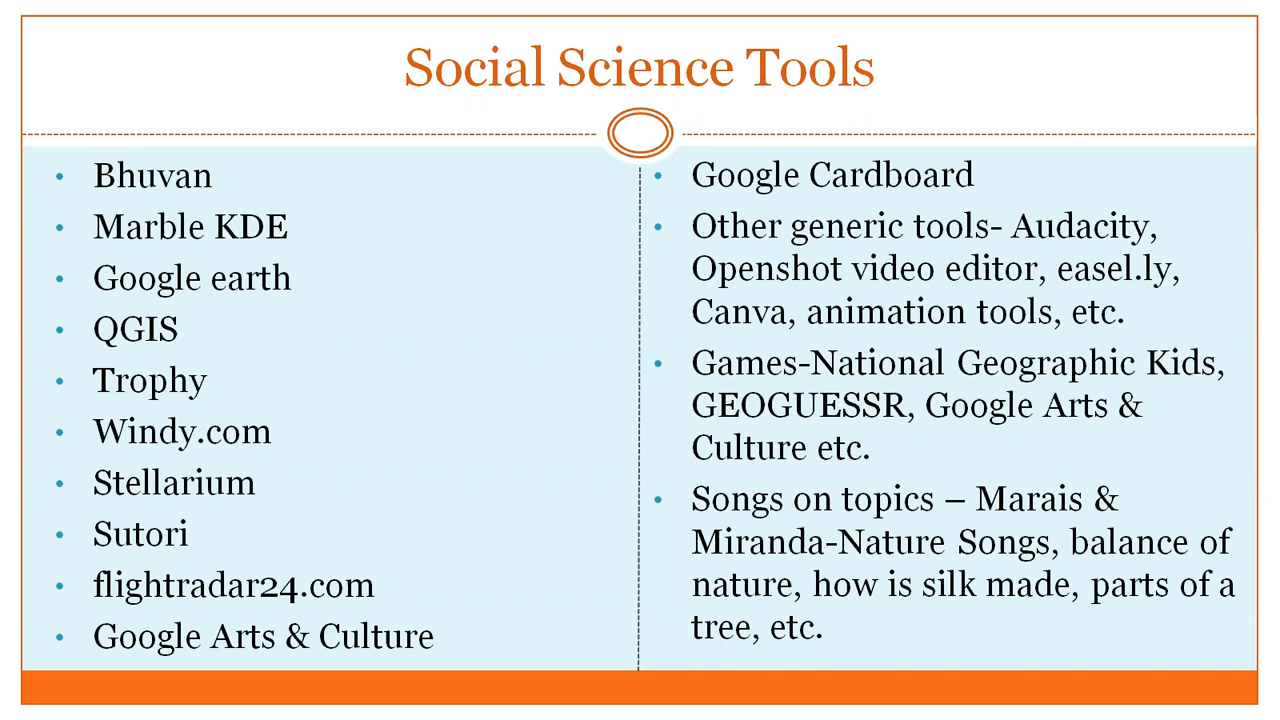 Social Science Tools
• Bhuvan
• Marble KDE
• Google earth
• QGIS
• Trophy
• Windy.com
• Stellarium
• Sutori
• flightradar24.com
• Google Arts & Culture
• Google Cardboard
• Other generic tools- Audacity,
Openshot video editor, easel.ly,
Canva, animation tools, etc.
• Games-National Geographic Kids,
GEOGUESSR, Google Arts &
Culture etc.
• Songs on topics – Marais &
Miranda-Nature Songs, balance of
nature, how is silk made, parts of a
tree, etc.